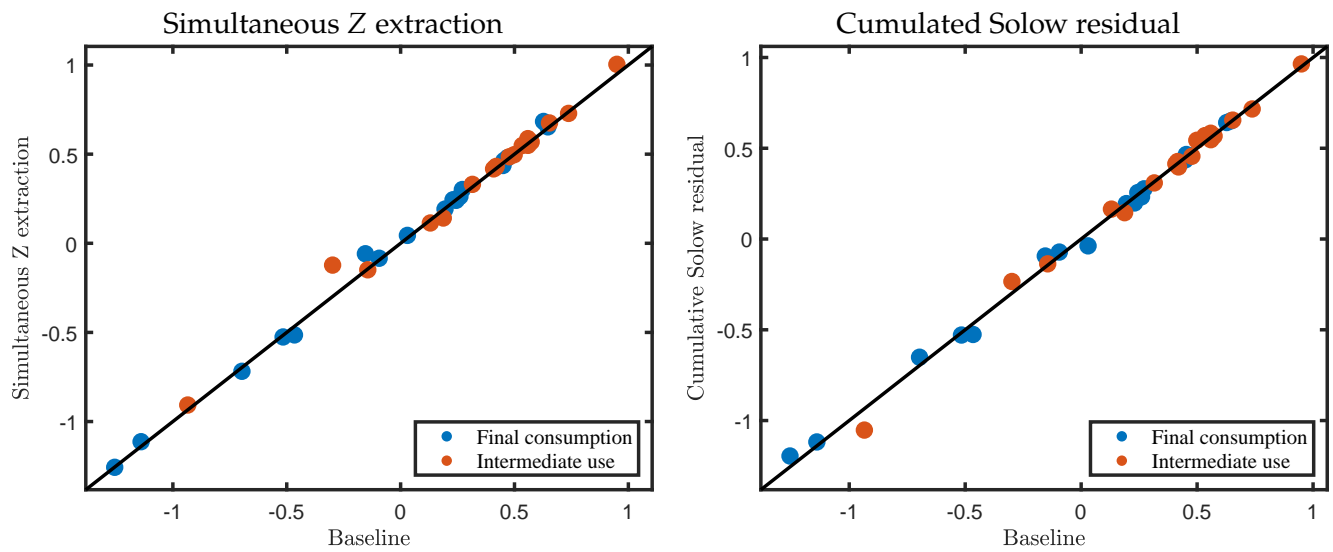 Simultaneous Z extraction
1
0.5
0
-0.5
-1
Simultaneous Z extraction
-1
-0.5
0
0.5
1
Baseline
Final consumption
Intermediate use
Cumulated Solow residual
1
0.5
0
-0.5
-1
Cumulative Solow residual
-1
-0.5
0
0.5
1
Baseline
Final consumption
Intermediate use